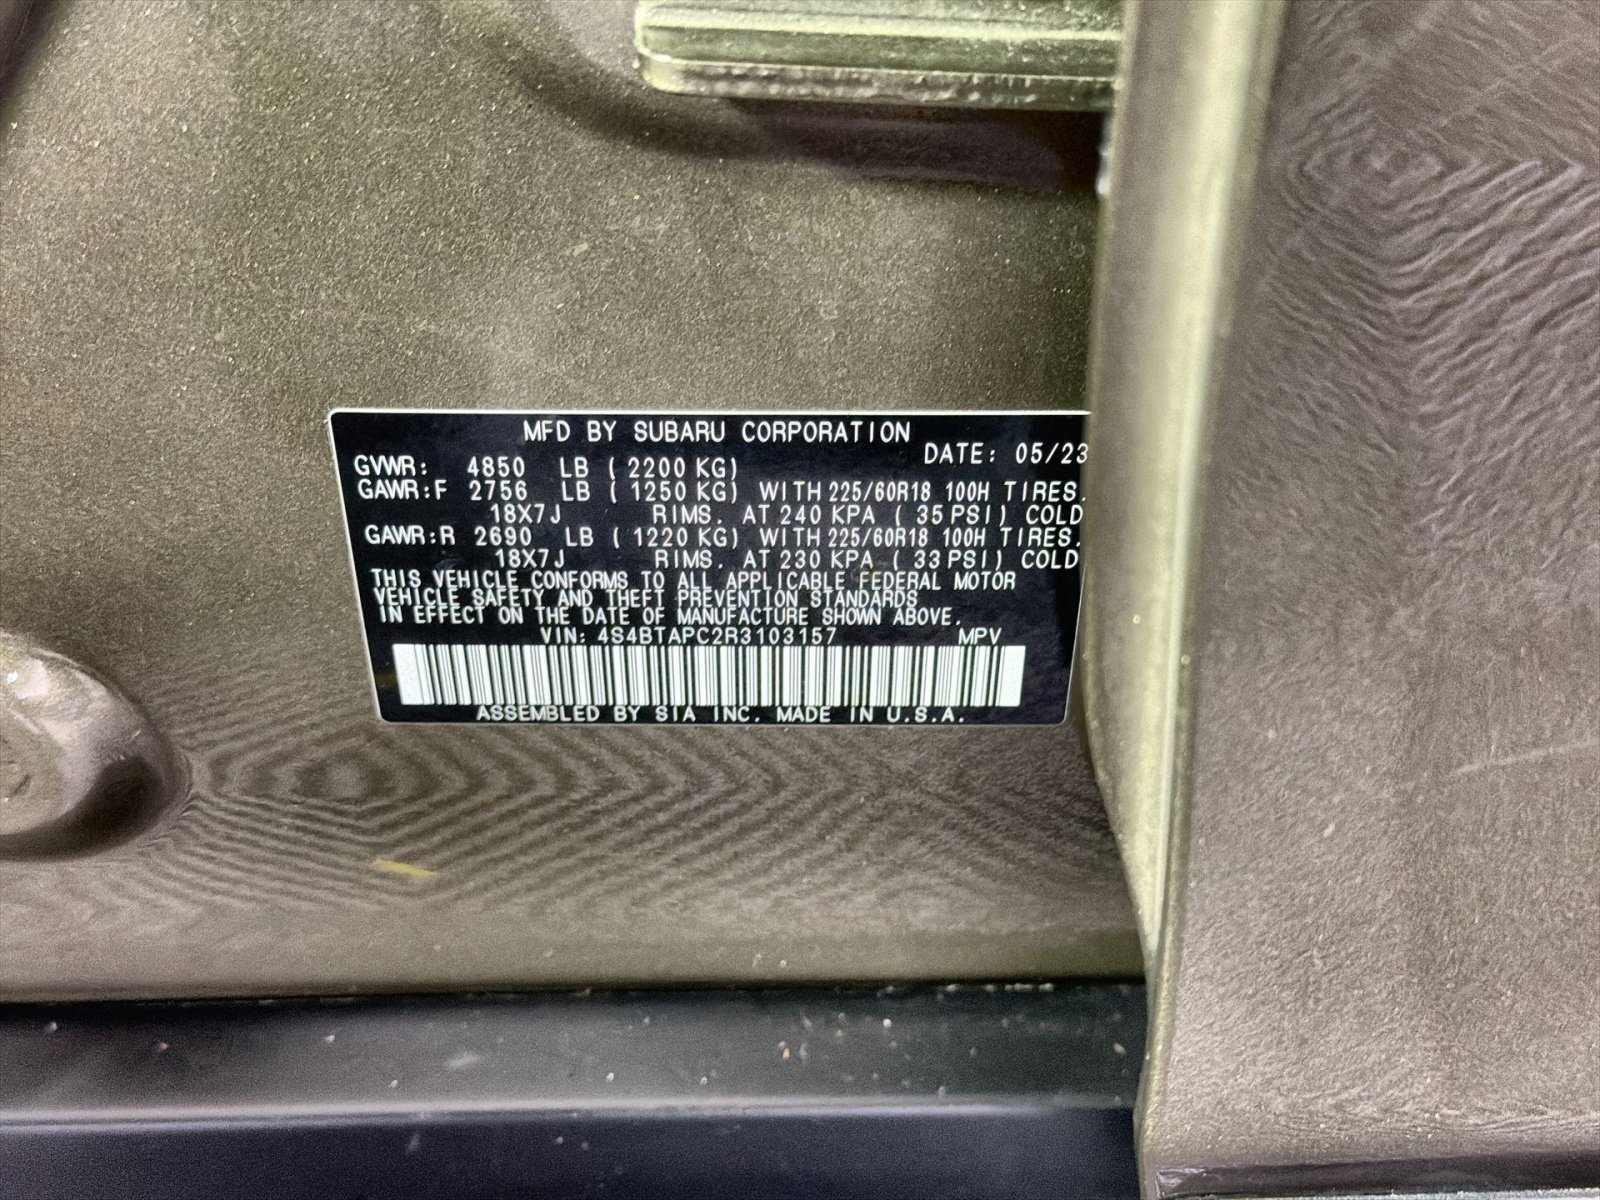 MFD BY SUBARU CORPORATION
DATE: 05/23
GVWR: 4850 LB (2200 KG)
GAWR:F 2756 LB (1250 KG) WITH 225/60R18 100H TIRES.
18X7J RIMS. AT 240 KPA (35 PSI) COLD
GAWR:R 2690 LB (1220 KG) WITH 225/60R18 100H TIRES.
18X7J RIMS. AT 230 KPA (33 PSI) COLD
THIS VEHICLE CONFORMS TO ALL APPLICABLE FEDERAL MOTOR
VEHICLE SAFETY AND THEFT PREVENTION STANDARDS
IN EFFECT ON THE DATE OF MANUFACTURE SHOWN ABOVE.
VIN: 4S4BTAPC2R3103157 MPV
ASSEMBLED BY SIA INC. MADE IN U.S.A.